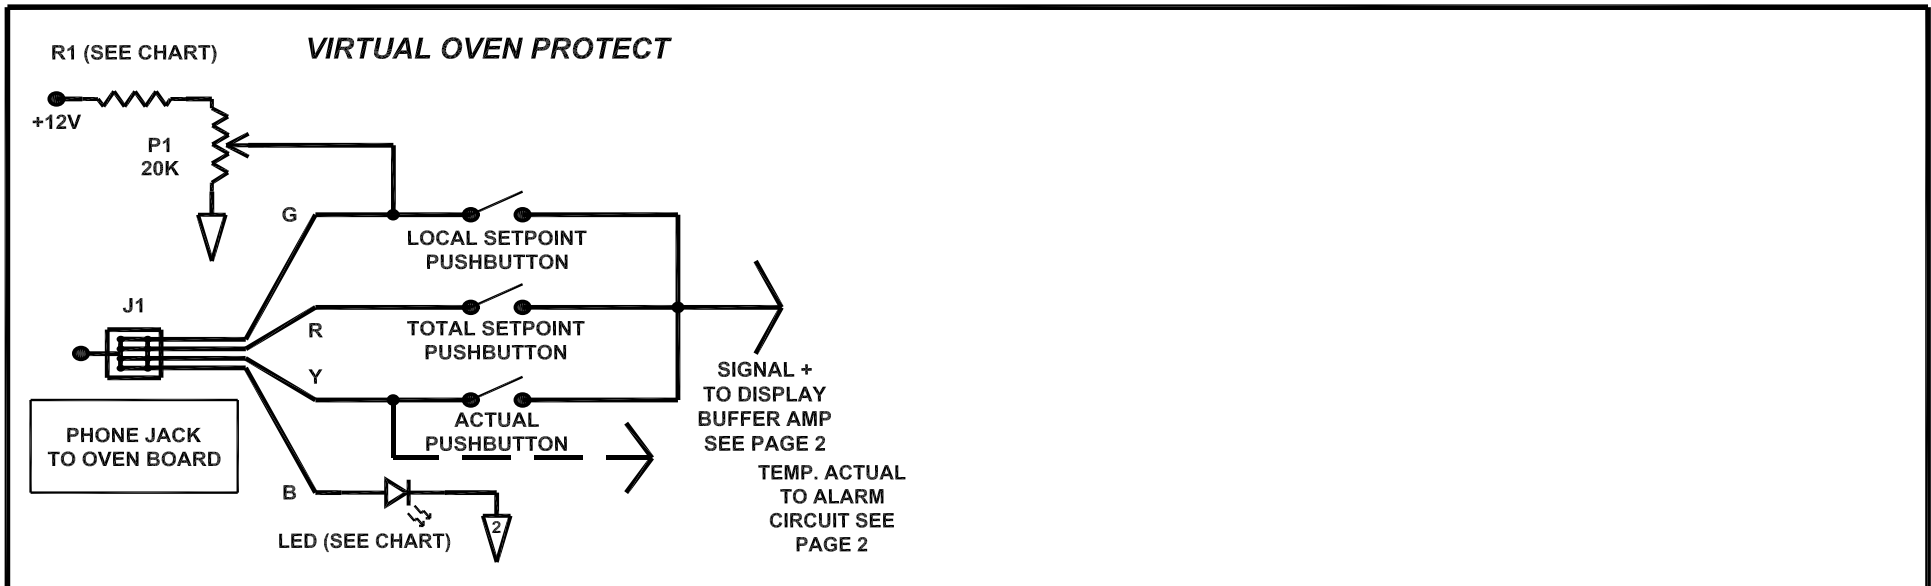 R1 (SEE CHART)
VIRTUAL OVEN PROTECT
+12V
P1
20K
G
LOCAL SETPOINT
PUSHBUTTON
J1
R
TOTAL SETPOINT
PUSHBUTTON
Y
ACTUAL
PUSHBUTTON
SIGNAL +
TO DISPLAY
BUFFER AMP
SEE PAGE 2
PHONE JACK
TO OVEN BOARD
TEMP. ACTUAL
TO ALARM
CIRCUIT SEE
PAGE 2
B
2
LED (SEE CHART)